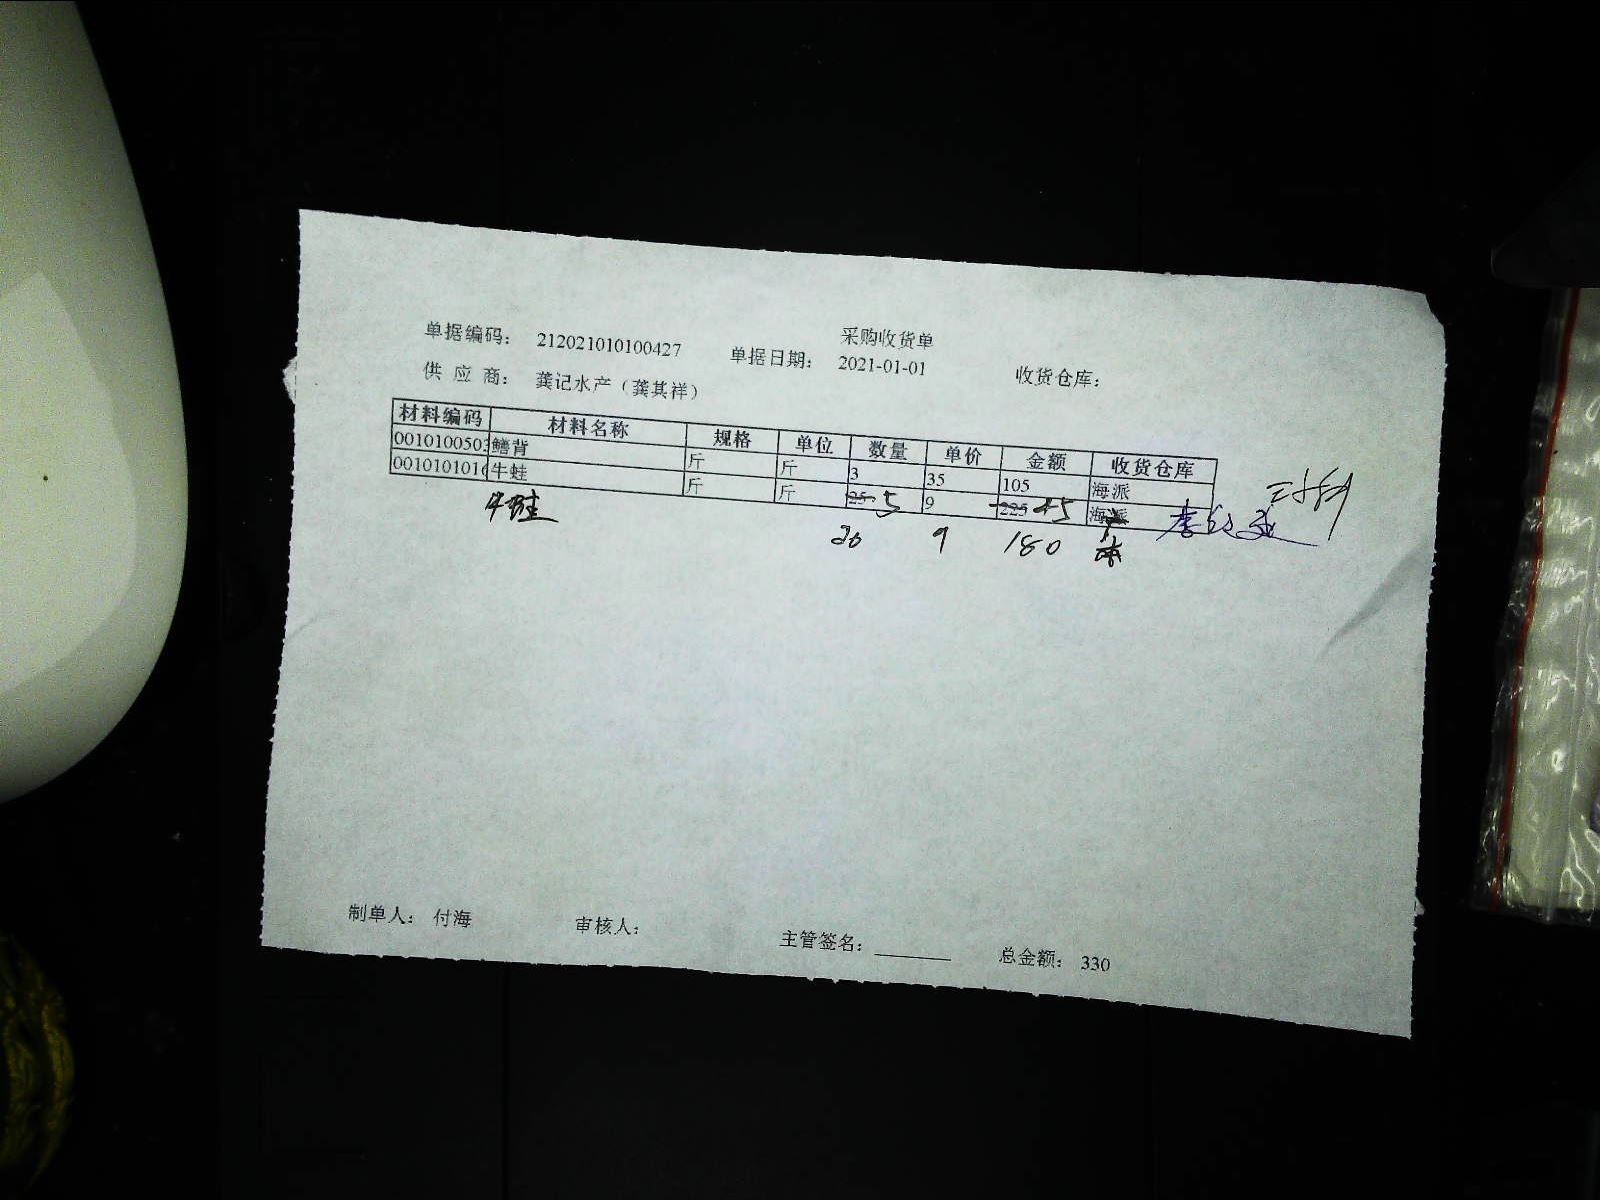 采购收货单
单据编码： 212021010100427 单据日期： 2021-01-01 收货仓库：
供 应 商： 龚记水产（龚其祥）
材料编码 材料名称 规格 单位 数量 单价 金额 收货仓库
0010100503 鳝背 斤 斤 3 35 105 海派
001010101 牛蛙 斤 斤 25 5 9 225 45 海派
牛蛙 20 9 180
制单人： 付海 审核人： 主管签名： 总金额： 330